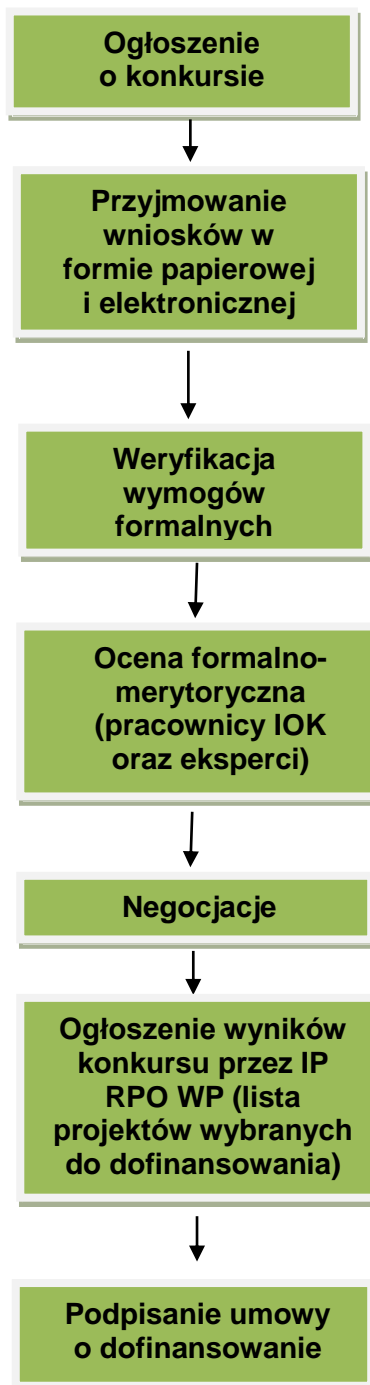 Ogłoszenie
o konkursie
Przyjmowanie
wniosków w
formie papierowej
i elektronicznej
Weryfikacja
wymogów
formalnych
Ocena formalno-
merytoryczna
(pracownicy IOK
oraz eksperci)
Negocjacje
Ogłoszenie wyników
konkursu przez IP
RPO WP (lista
projektów wybranych
do dofinansowania)
Podpisanie umowy
o dofinansowanie